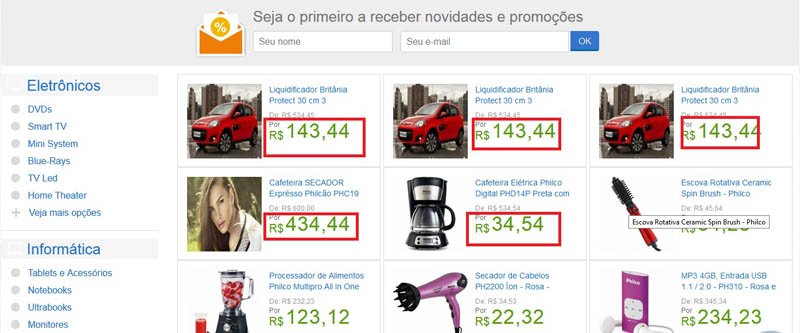 Seja o primeiro a receber novidades e promoções
%
Seu nome
Seu e-mail
OK
Eletrônicos
DVDs
Smart TV
Mini System
Blue-Rays
TV Led
Home Theater
Veja mais opções
Informática
Tablets e Acessórios
Notebooks
Ultrabooks
Monitores
Liquidificador Britânia
Protect 30 cm 3
De: R$ 534,45
Por
R$ 143,44
Liquidificador Britânia
Protect 30 cm 3
De: R$ 534,45
Por
R$ 143,44
Liquidificador Britânia
Protect 30 cm 3
De: R$ 534,45
Por
R$ 143,44
Cafeteira SECADOR
Exprésso Philcão PHC19
De: R$ 600,00
Por
R$ 434,44
Cafeteira Elétrica Philco
Digital PHD14P Preta com
De: R$ 534,54
Por
R$ 34,54
Escova Rotativa Ceramic
Spin Brush - Philco
De: R$ 45,64
Escova Rotativa Ceramic Spin Brush - Philco
Processador de Alimentos
Philco Multipro All in One
De: R$ 232,23
Por
R$ 123,12
Secador de Cabelos
PH2200 Íon - Rosa -
De: R$ 34,53
Por
R$ 22,32
Philco
MP3 4GB, Entrada USB
1.1 / 2.0 - PH310 - Rosa e
De: R$ 345,34
Por
R$ 234,23